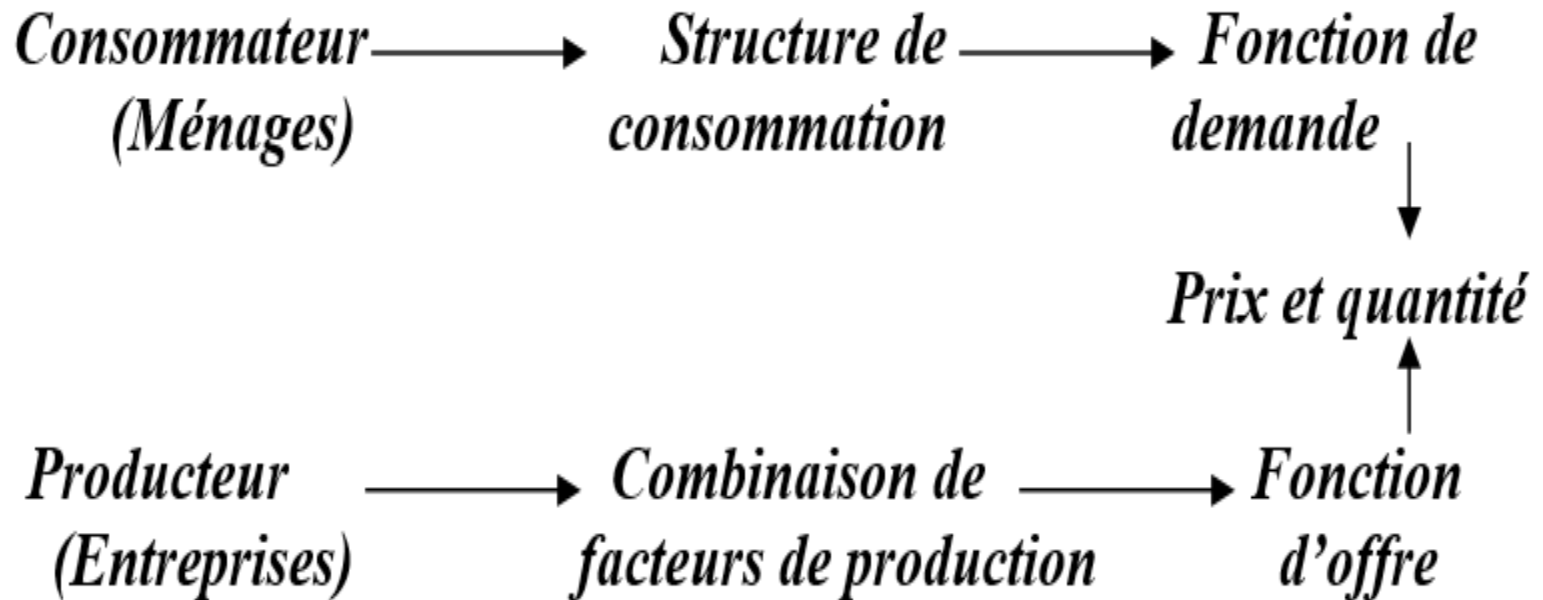 Consommateur
(Ménages)
Structure de
consommation
Fonction de
demande
Prix et quantité
Producteur
(Entreprises)
Combinaison de
facteurs de production
Fonction
d’offre